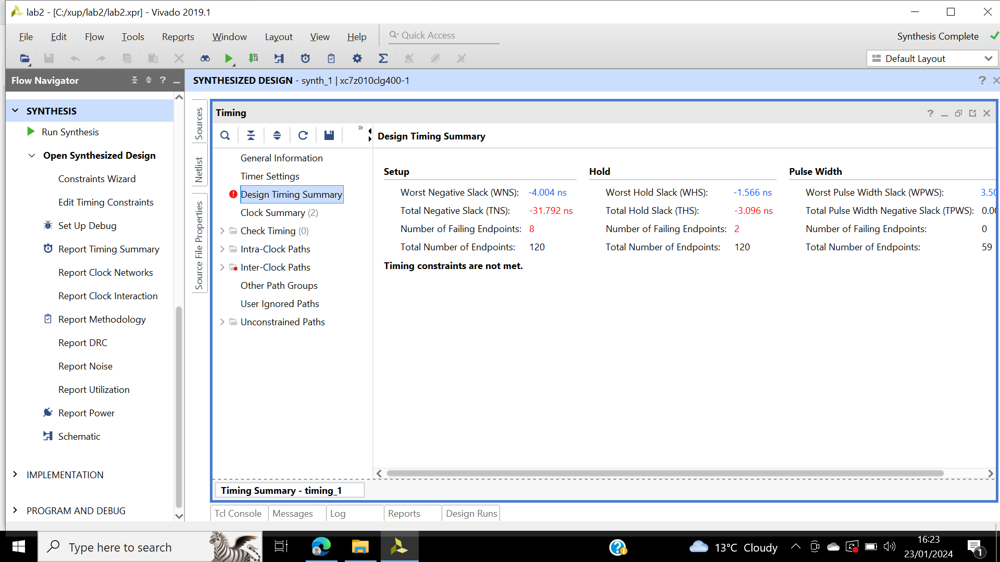 lab2 - [C:/xup/lab2/lab2.xpr] - Vivado 2019.1
File Edit Flow Tools Reports Window Layout View Help Quick Access Synthesis Complete
Default Layout
Flow Navigator
SYNTHESIZED DESIGN - synth_1 | xc7z010clg400-1
SYNTHESIS
Run Synthesis
Open Synthesized Design
Constraints Wizard
Edit Timing Constraints
Set Up Debug
Report Timing Summary
Report Clock Networks
Report Clock Interaction
Report Methodology
Report DRC
Report Noise
Report Utilization
Report Power
Schematic
IMPLEMENTATION
PROGRAM AND DEBUG
Sources
Netlist
Source File Properties
Timing
General Information
Timer Settings
Design Timing Summary
Clock Summary (2)
Check Timing (0)
Intra-Clock Paths
Inter-Clock Paths
Other Path Groups
User Ignored Paths
Unconstrained Paths
Design Timing Summary
Setup
Worst Negative Slack (WNS): -4.004 ns
Total Negative Slack (TNS): -31.792 ns
Number of Failing Endpoints: 8
Total Number of Endpoints: 120
Hold
Worst Hold Slack (WHS): -1.566 ns
Total Hold Slack (THS): -3.096 ns
Number of Failing Endpoints: 2
Total Number of Endpoints: 120
Pulse Width
Worst Pulse Width Slack (WPWS): 3.50
Total Pulse Width Negative Slack (TPWS): 0.00
Number of Failing Endpoints: 0
Total Number of Endpoints: 59
Timing constraints are not met.
Timing Summary - timing_1
Tcl Console Messages Log Reports Design Runs
Type here to search
13°C Cloudy
16:23
23/01/2024
1